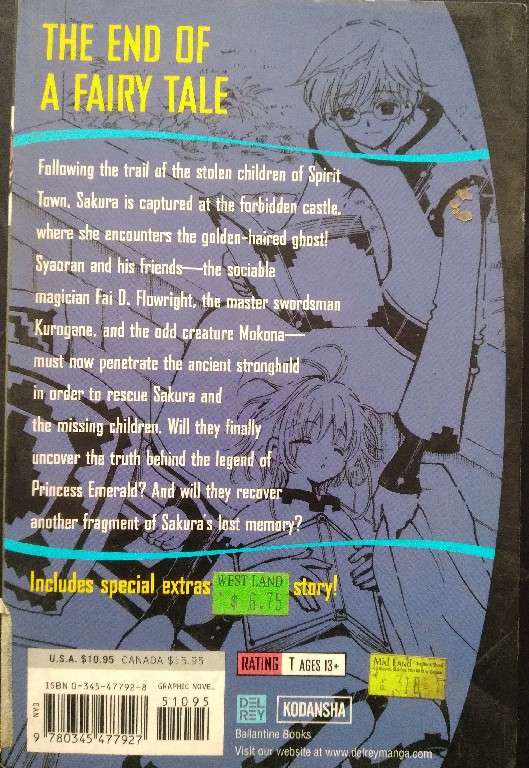 THE END OF
A FAIRY TALE
Following the trail of the stolen children of Spirit
Town, Sakura is captured at the forbidden castle,
where she encounters the golden-haired ghost!
Syaoran and his friends—the sociable
magician Fai D. Flowright, the master swordsman
Kurogane, and the odd creature Mokona—
must now penetrate the ancient stronghold
in order to rescue Sakura and
the missing children. Will they finally
uncover the truth behind the legend of
Princess Emerald? And will they recover
another fragment of Sakura's lost memory?
Includes special extras
story!
WEST LAND
$ 6.75
U.S.A. $10.95 CANADA $15.95
ISBN 0-345-47792-8 GRAPHIC NOVEL
51095
EAN
9 780345 477927
RATING T AGES 13+
DEL
REY
KODANSHA
Ballantine Books
Visit our website at www.delreymanga.com
Mid Land